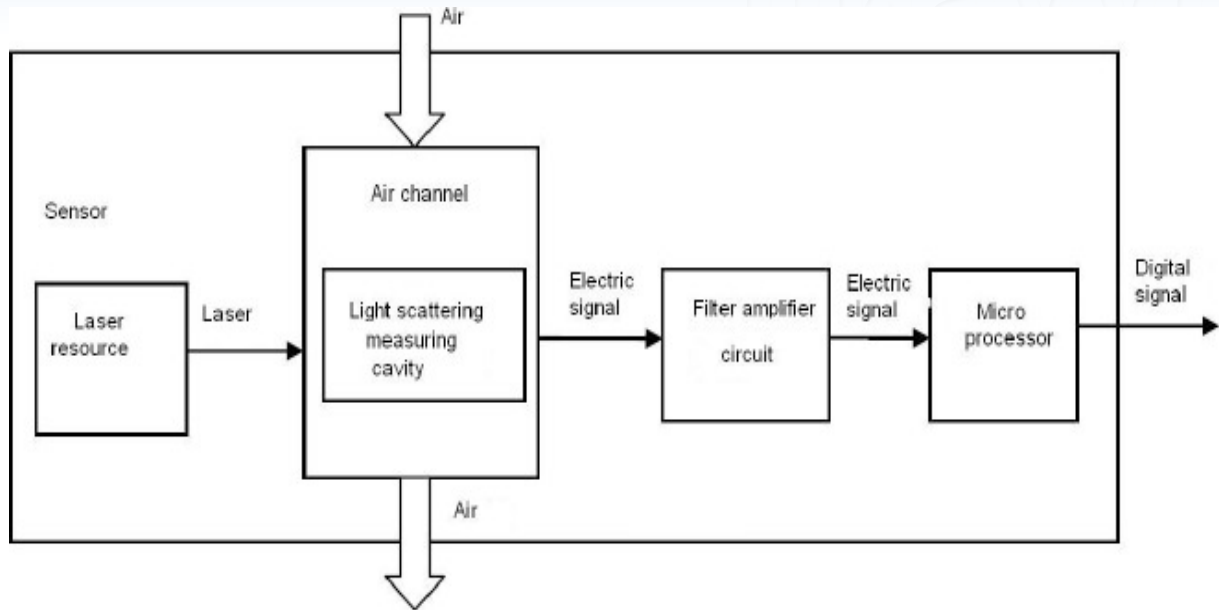 Air
Air channel
Sensor
Laser
resource
Laser
Light scattering
measuring
cavity
Electric
signal
Filter amplifier
circuit
Electric
signal
Micro
processor
Digital
signal
Air